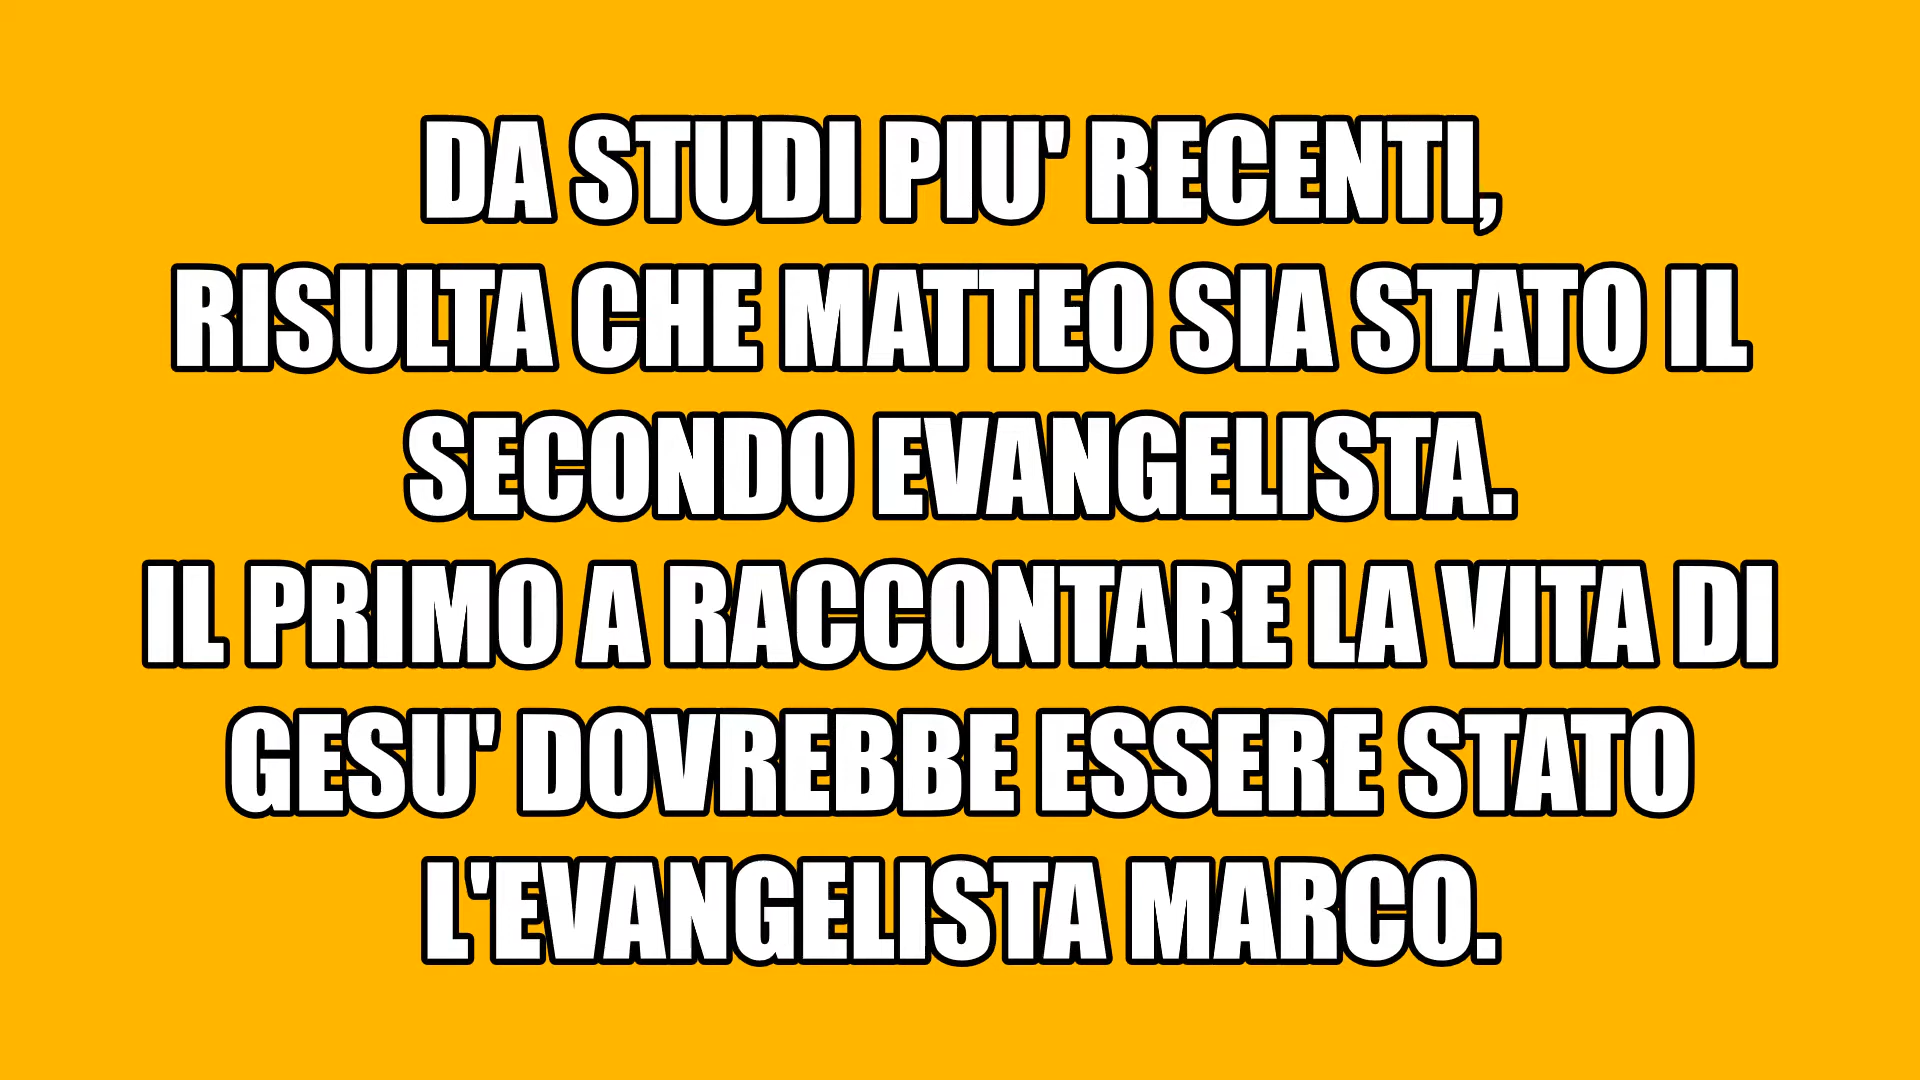 DA STUDI PIU' RECENTI,
RISULTA CHE MATTEO SIA STATO IL
SECONDO EVANGELISTA.
IL PRIMO A RACCONTARE LA VITA DI
GESU' DOVREBBE ESSERE STATO
L'EVANGELISTA MARCO.